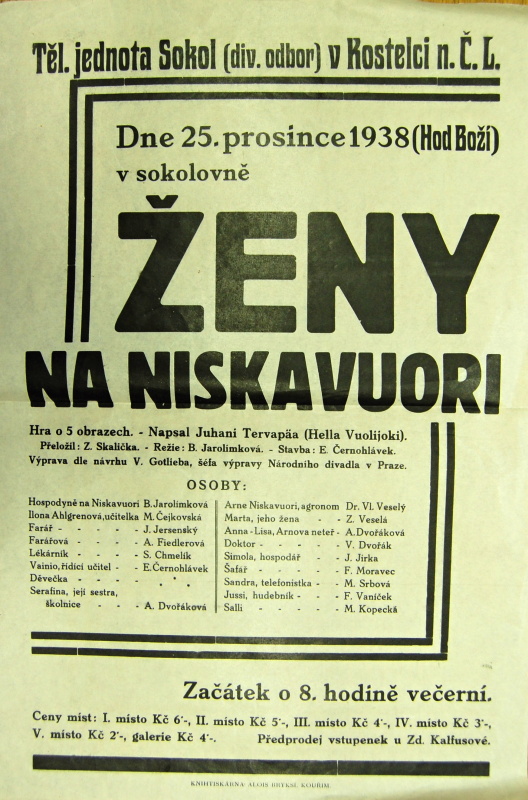 Těl. jednota Sokol (div. odbor) v Kostelci n. Č. L.
Dne 25. prosince 1938 (Hod Boží)
v sokolovně
ŽENY
NA NISKAVUORI
Hra o 5 obrazech. - Napsal Juhani Tervapää (Hella Vuolijoki).
Přeložil: Z. Skalička. - Režie: B. Jarolímková. - Stavba: E. Černohlávek.
Výprava dle návrhu V. Gotlieba, šéfa výpravy Národního divadla v Praze.
OSOBY:
Hospodyně na Niskavuori B. Jarolímková
Ilona Ahlgrenová, učitelka M. Čejkovská
Farář - - - - J. Jersenský
Farářová - - - A. Fiedlerová
Lékárník - - - S. Chmelík
Vainio, řídící učitel - - E. Černohlávek
Děvečka - - - - * * *
Serafina, její sestra,
školnice - - - A. Dvořáková
Arne Niskavuori, agronom Dr. Vl. Veselý
Marta, jeho žena - - Z. Veselá
Anna-Lisa, Arnova neteř - A. Dvořáková
Doktor - - - - - V. Dvořák
Simola, hospodář - - J. Jirka
Šafář - - - - - F. Moravec
Sandra, telefonistka - - M. Srbová
Jussi, hudebník - - - F. Vaníček
Salli - - - - - M. Kopecká
Začátek o 8. hodině večerní.
Ceny míst: I. místo Kč 6·-, II. místo Kč 5·-, III. místo Kč 4·-, IV. místo Kč 3·-,
V. místo Kč 2·-, galerie Kč 4·-. Předprodej vstupenek u Zd. Kalfusové.
KNIHTISKÁRNA ALOIS BRYKSI, KOUŘIM.